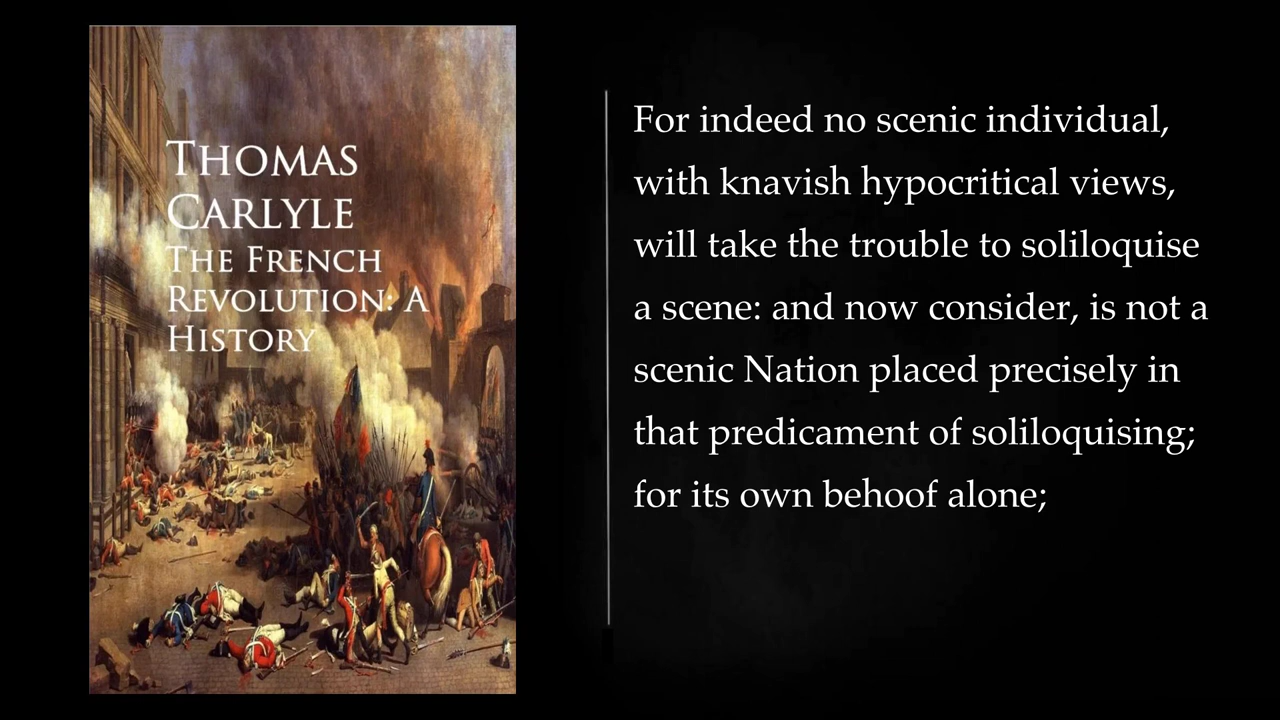 THOMAS
CARLYLE
THE FRENCH
REVOLUTION: A
HISTORY
For indeed no scenic individual,
with knavish hypocritical views,
will take the trouble to soliloquise
a scene: and now consider, is not a
scenic Nation placed precisely in
that predicament of soliloquising;
for its own behoof alone;